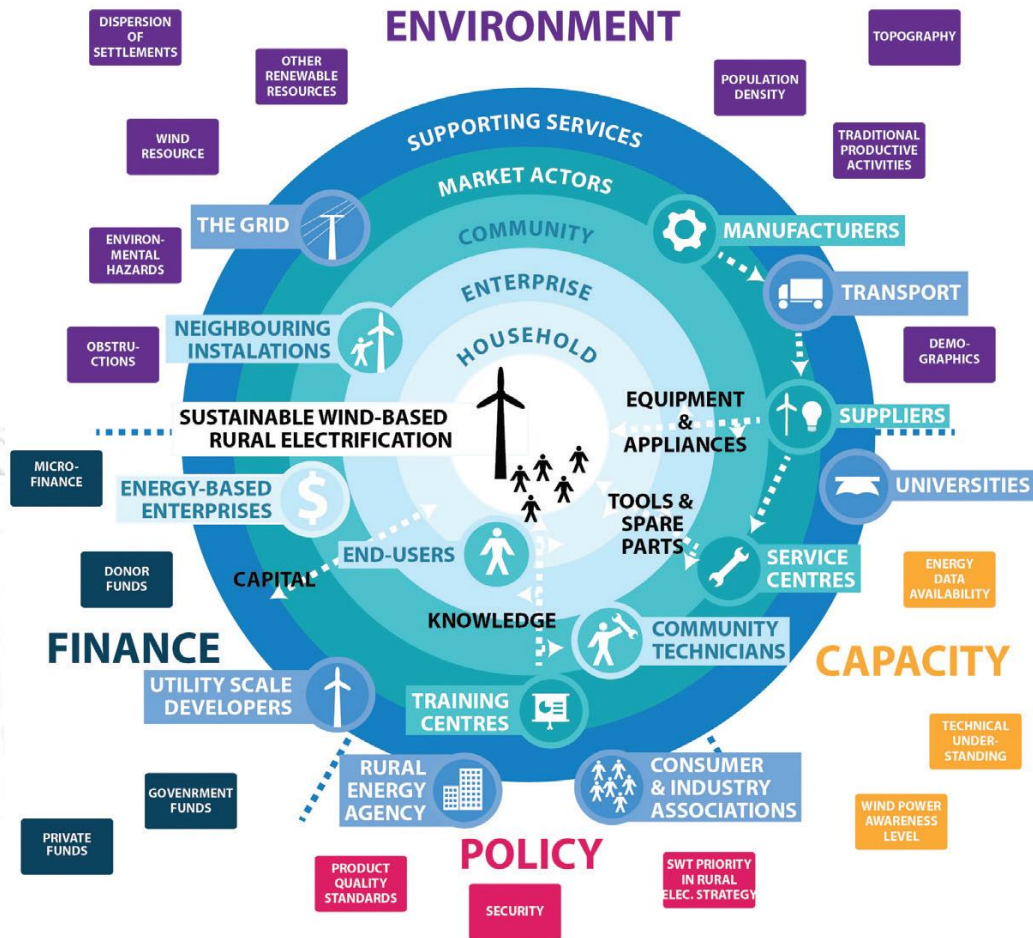 ENVIRONMENT
DISPERSION
OF
SETTLEMENTS
OTHER
RENEWABLE
RESOURCES
TOPOGRAPHY
POPULATION
DENSITY
WIND
RESOURCE
TRADITIONAL
PRODUCTIVE
ACTIVITIES
SUPPORTING SERVICES
MARKET ACTORS
COMMUNITY
ENTERPRISE
HOUSEHOLD
THE GRID
MANUFACTURERS
ENVIRON-
MENTAL
HAZARDS
TRANSPORT
NEIGHBOURING
INSTALATIONS
OBSTRU-
CTIONS
DEMO-
GRAPHICS
SUSTAINABLE WIND-BASED
RURAL ELECTRIFICATION
EQUIPMENT
&
APPLIANCES
SUPPLIERS
MICRO-
FINANCE
ENERGY-BASED
ENTERPRISES
$
TOOLS &
SPARE
PARTS
UNIVERSITIES
END-USERS
SERVICE
CENTRES
DONOR
FUNDS
CAPITAL
ENERGY
DATA
AVAILABILITY
KNOWLEDGE
COMMUNITY
TECHNICIANS
FINANCE
CAPACITY
UTILITY SCALE
DEVELOPERS
TRAINING
CENTRES
TECHNICAL
UNDER-
STANDING
RURAL
ENERGY
AGENCY
CONSUMER
& INDUSTRY
ASSOCIATIONS
GOVENRMENT
FUNDS
WIND POWER
AWARENESS
LEVEL
PRIVATE
FUNDS
POLICY
PRODUCT
QUALITY
STANDARDS
SECURITY
SWT PRIORITY
IN RURAL
ELEC. STRATEGY